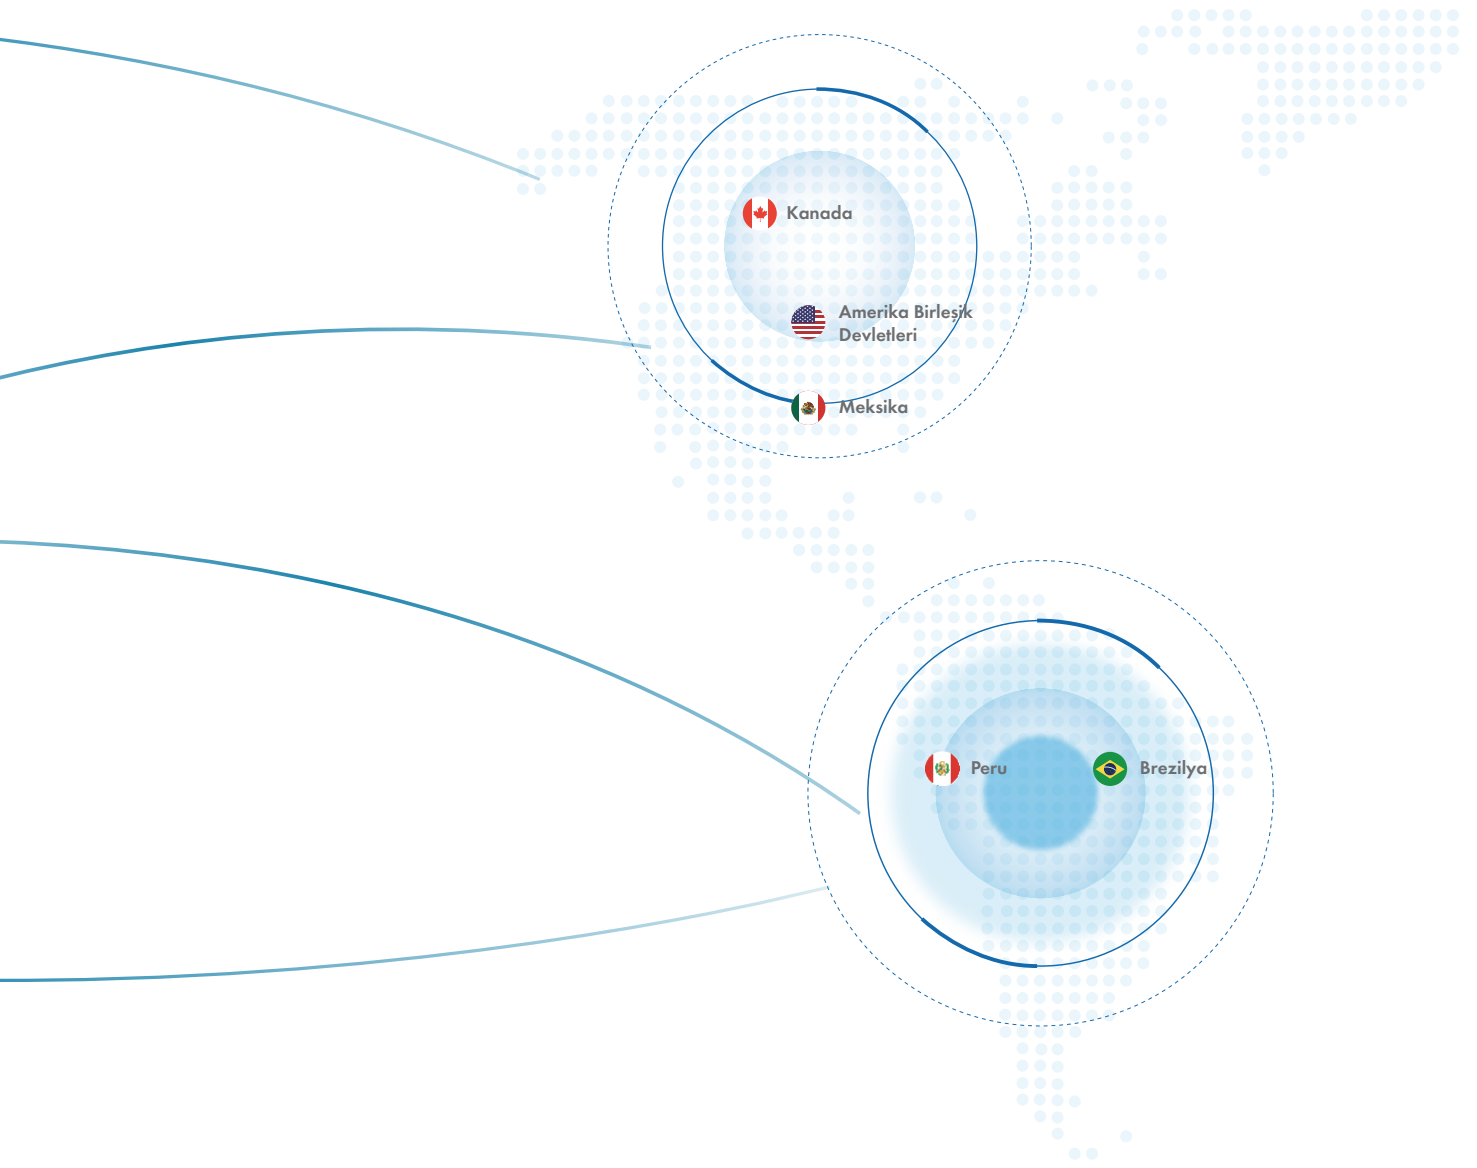 Kanada
Amerika Birleşik
Devletleri
Meksika
Peru
Brezilya